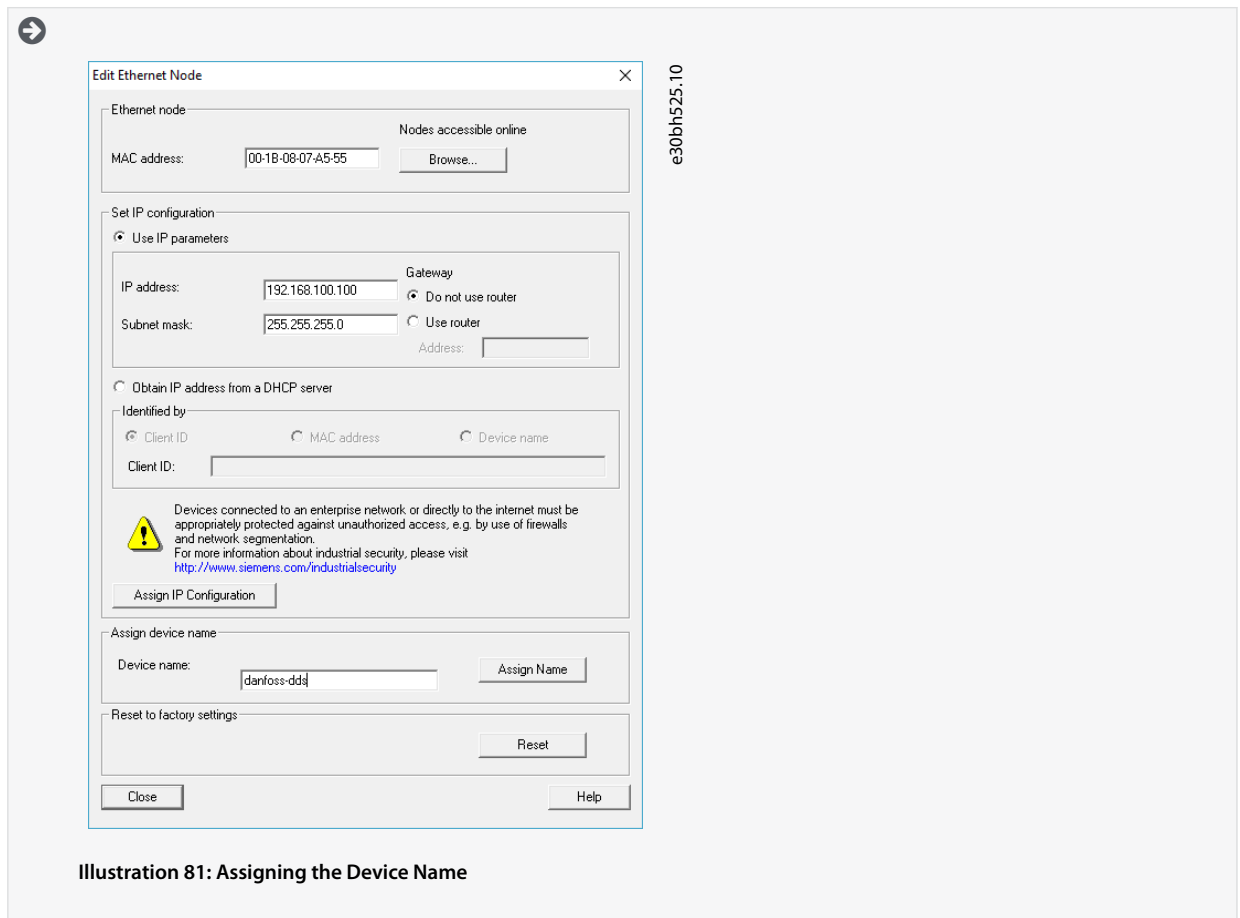 Edit Ethernet Node
e30bh525.10
Ethernet node
Nodes accessible online
MAC address:
00-1B-08-07-A5-55
Browse...
Set IP configuration
Use IP parameters
Gateway
IP address:
192.168.100.100
Do not use router
Subnet mask:
255.255.255.0
Use router
Address:
Obtain IP address from a DHCP server
Identified by
Client ID
MAC address
Device name
Client ID:
Devices connected to an enterprise network or directly to the internet must be
appropriately protected against unauthorized access, e.g. by use of firewalls
and network segmentation.
For more information about industrial security, please visit
http://www.siemens.com/industrialsecurity
Assign IP Configuration
Assign device name
Device name:
danfoss-dds
Assign Name
Reset to factory settings
Reset
Close
Help
Illustration 81: Assigning the Device Name